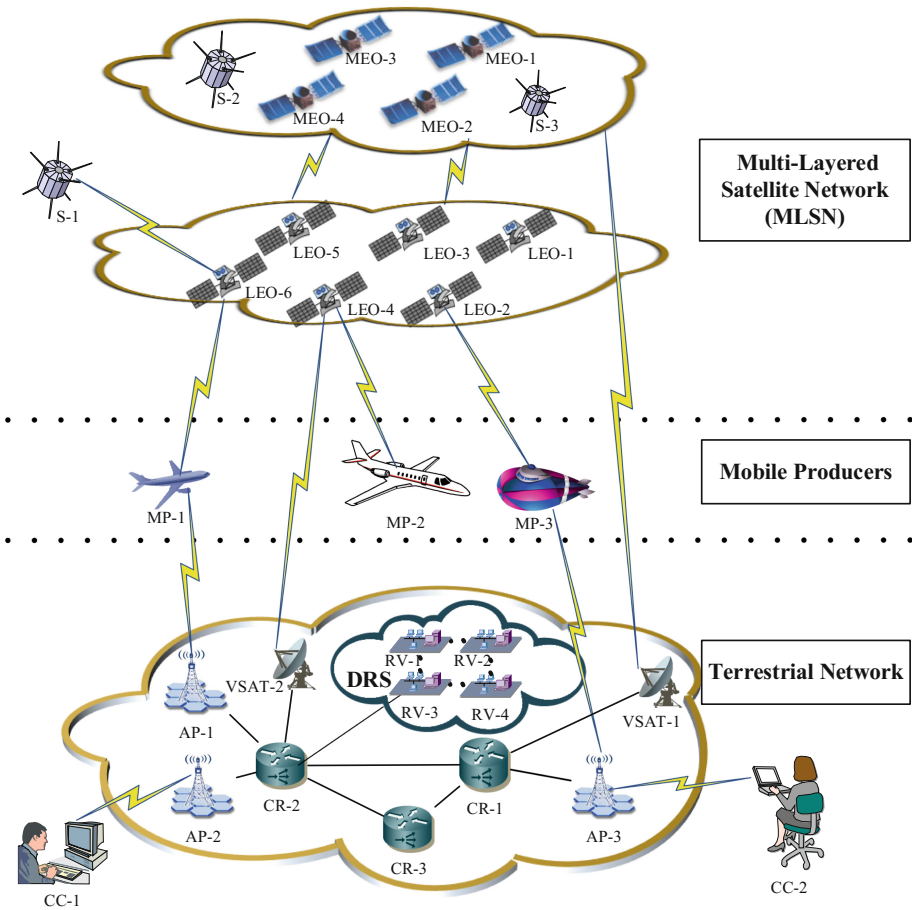 MEO-3
MEO-1
S-2
MEO-4
MEO-2
S-3
Multi-Layered
Satellite Network
(MLSN)
S-1
LEO-5
LEO-3
LEO-1
LEO-6
LEO-4
LEO-2
Mobile Producers
MP-1
MP-2
MP-3
RV-1
RV-2
DRS
Terrestrial Network
VSAT-2
RV-3
RV-4
VSAT-1
AP-1
CR-2
CR-1
AP-2
AP-3
CR-3
CC-1
CC-2